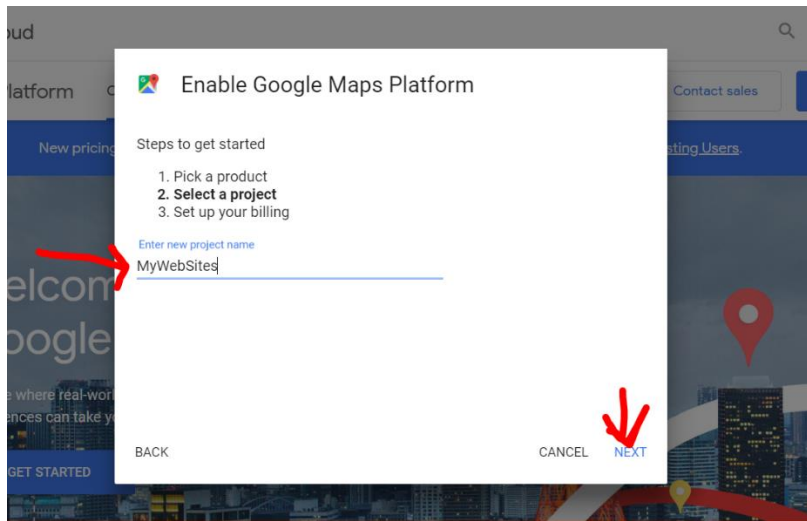 oud
latform
Contact sales
New pricing
sting Users.
Enable Google Maps Platform
Steps to get started
1. Pick a product
2. Select a project
3. Set up your billing
Enter new project name
MyWebSites
elcom
oogle
e where real-worl
ences can take y
GET STARTED
BACK
CANCEL
NEXT